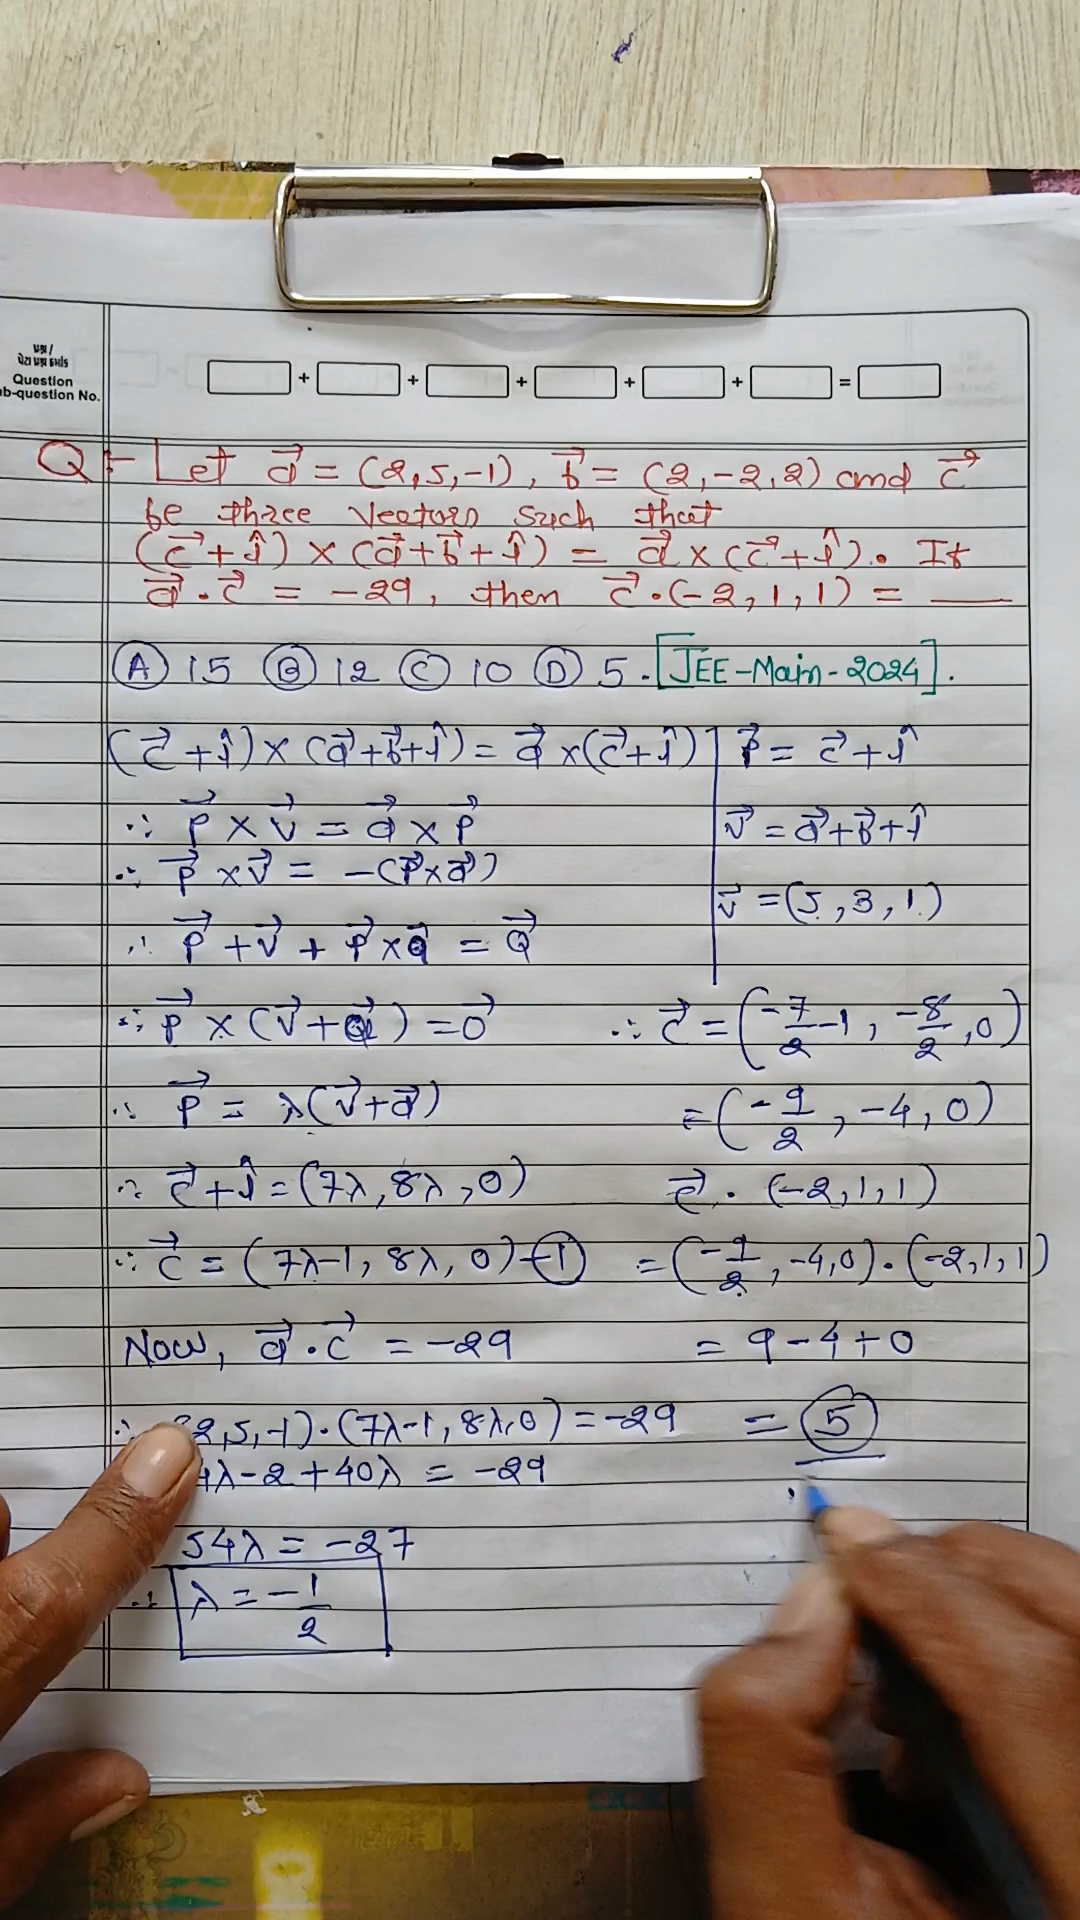 Question
b-question No.
+ + + + + =
Q - Let a⃗ = (2,5,-1), b⃗ = (2,-2,2) and c⃗
be three vectors such that
(c⃗ + î) × (a⃗ + b⃗ + î) = a⃗ × (c⃗ + î). If
a⃗ . c⃗ = -29, then c⃗ . (-2,1,1) = ___
Ⓐ 15 Ⓑ 12 Ⓒ 10 Ⓓ 5 . [JEE-Main-2024].
(c⃗ + î) × (a⃗ + b⃗ + î) = a⃗ × (c⃗ + î)
∴ p⃗ × v⃗ = a⃗ × p⃗
∴ p⃗ × v⃗ = -(p⃗ × a⃗)
∴ p⃗ + v⃗ + p⃗ × a⃗ = 0⃗
∴ p⃗ × (v⃗ + a⃗) = 0⃗
∴ p⃗ = λ(v⃗ + a⃗)
∴ c⃗ + î = (7λ, 8λ, 0)
∴ c⃗ = (7λ-1, 8λ, 0) - ①
Now, a⃗ . c⃗ = -29
∴ (2,5,-1) . (7λ-1, 8λ, 0) = -29
4λ - 2 + 40λ = -29
54λ = -27
∴ λ = -1/2
p⃗ = c⃗ + î
v⃗ = a⃗ + b⃗ + î
v⃗ = (5, 3, 1)
∴ c⃗ = (-7/2 -1, -8/2, 0)
= (-9/2, -4, 0)
c⃗ . (-2,1,1)
= (-9/2, -4, 0) . (-2,1,1)
= 9 - 4 + 0
= 5